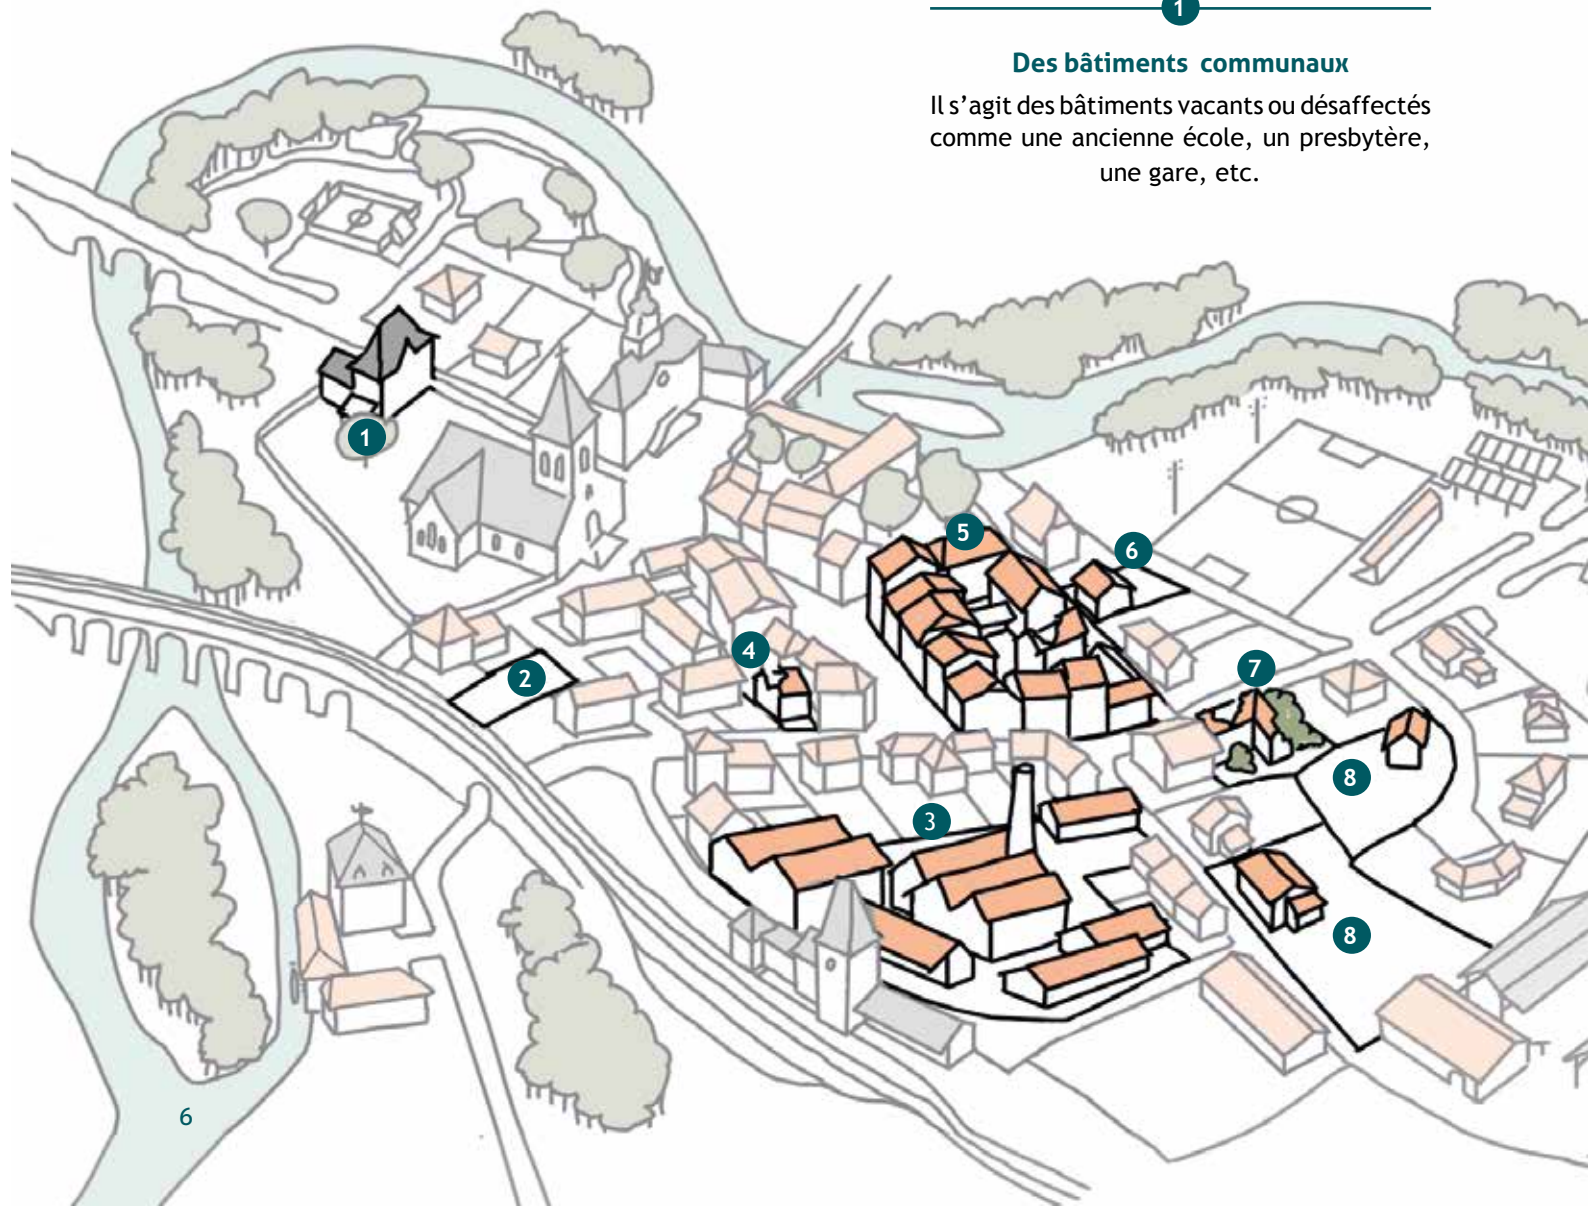 1
Des bâtiments communaux
Il s’agit des bâtiments vacants ou désaffectés
comme une ancienne école, un presbytère,
une gare, etc.
1
5
6
4
2
7
8
3
8
6